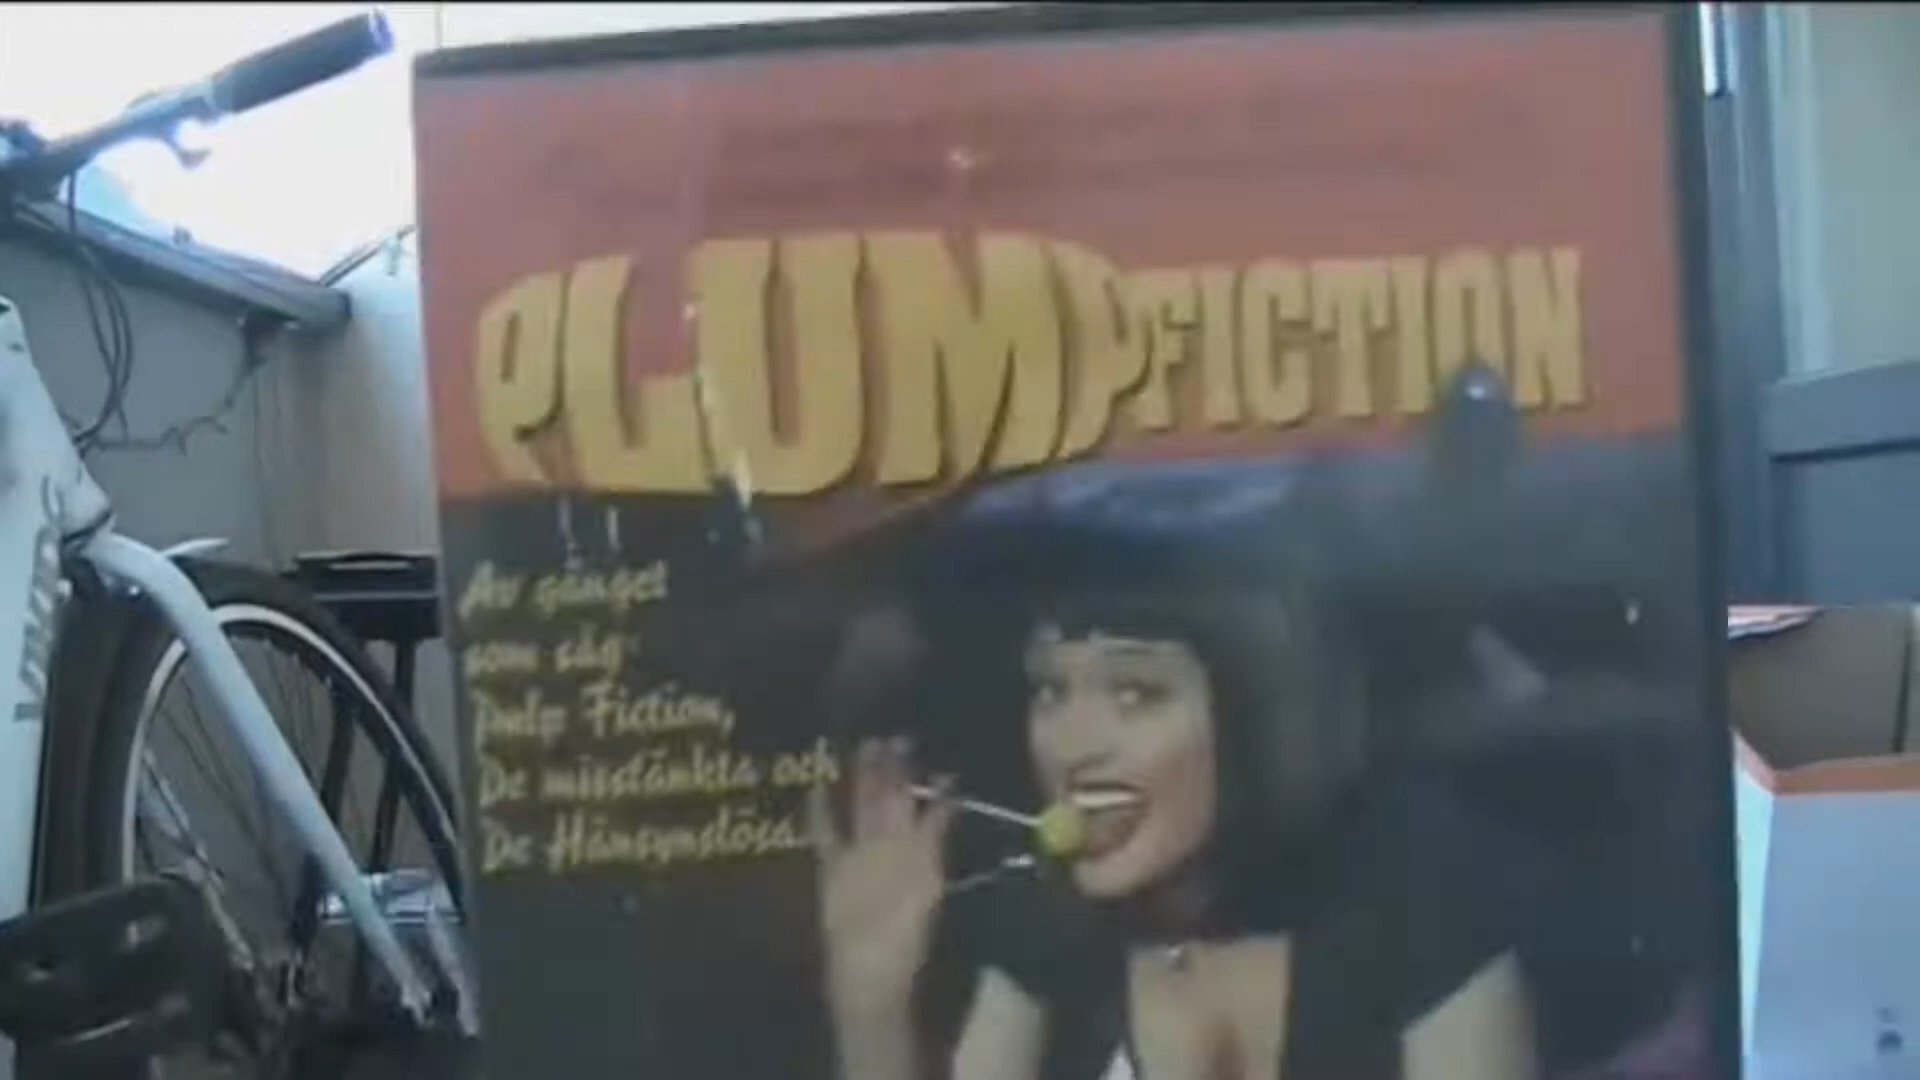 PLUMP FICTION
Av gänget
som såg
Pulp Fiction,
De misstänkta och
De Hänsynslösa...